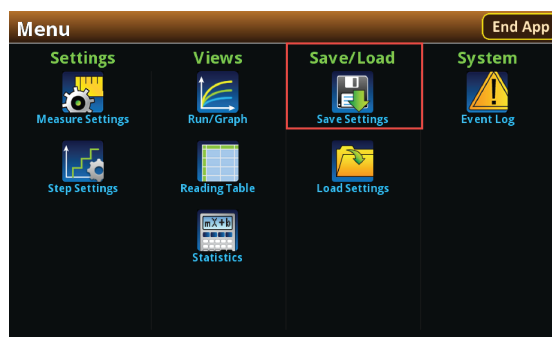 Menu
End App
Settings
Views
Save/Load
System
Measure Settings
Run/Graph
Save Settings
Event Log
Step Settings
Reading Table
Load Settings
mX+b
Statistics